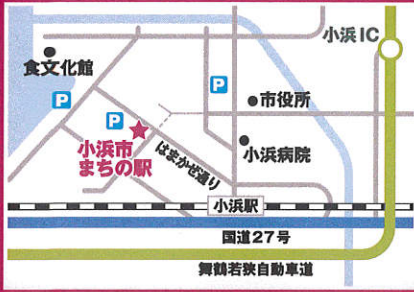 小浜IC
食文化館
P
P
P
市役所
小浜市
まちの駅
はまかぜ通り
小浜病院
小浜駅
国道27号
舞鶴若狭自動車道